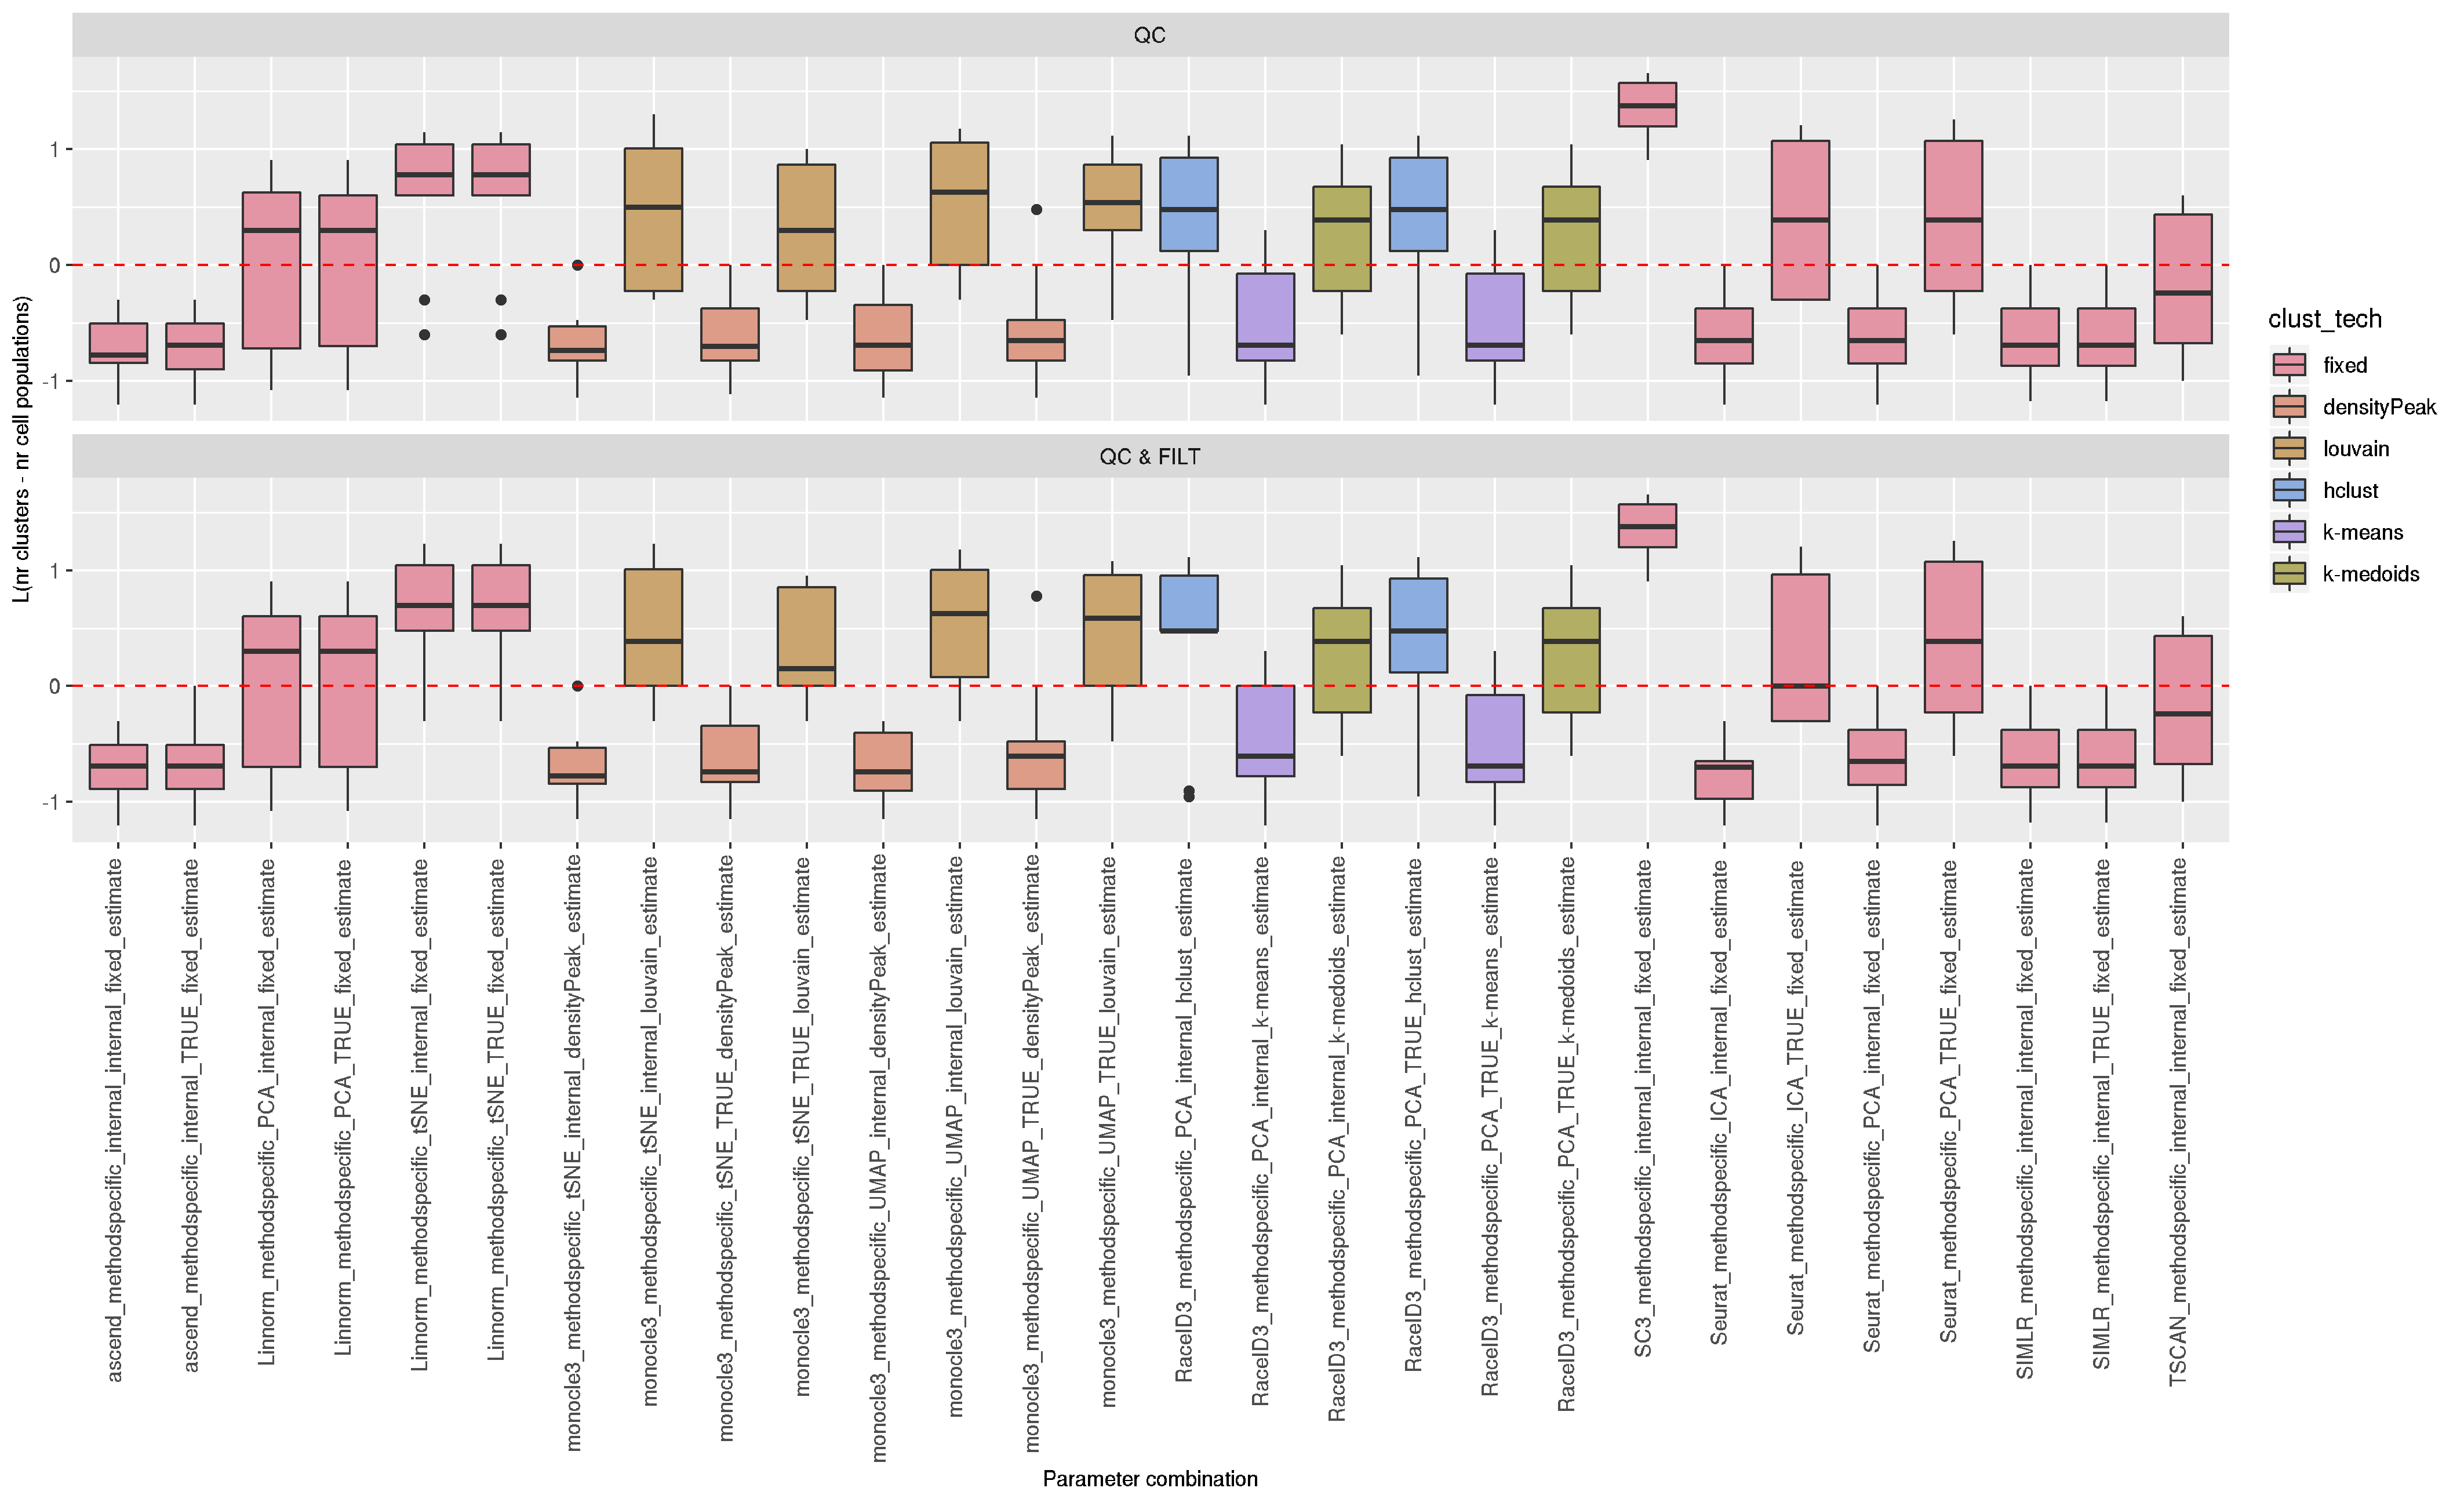 QC
1
0
-1
QC & FILT
1
0
-1
L(nr clusters - nr cell populations)
ascend_methodspecific_internal_internal_fixed_estimate
ascend_methodspecific_internal_TRUE_fixed_estimate
Linnorm_methodspecific_PCA_internal_fixed_estimate
Linnorm_methodspecific_PCA_TRUE_fixed_estimate
Linnorm_methodspecific_tSNE_internal_fixed_estimate
Linnorm_methodspecific_tSNE_TRUE_fixed_estimate
monocle3_methodspecific_tSNE_internal_densityPeak_estimate
monocle3_methodspecific_tSNE_internal_louvain_estimate
monocle3_methodspecific_tSNE_TRUE_densityPeak_estimate
monocle3_methodspecific_tSNE_TRUE_louvain_estimate
monocle3_methodspecific_UMAP_internal_densityPeak_estimate
monocle3_methodspecific_UMAP_internal_louvain_estimate
monocle3_methodspecific_UMAP_TRUE_densityPeak_estimate
monocle3_methodspecific_UMAP_TRUE_louvain_estimate
RaceID3_methodspecific_PCA_internal_hclust_estimate
RaceID3_methodspecific_PCA_internal_k-means_estimate
RaceID3_methodspecific_PCA_internal_k-medoids_estimate
RaceID3_methodspecific_PCA_TRUE_hclust_estimate
RaceID3_methodspecific_PCA_TRUE_k-means_estimate
RaceID3_methodspecific_PCA_TRUE_k-medoids_estimate
SC3_methodspecific_internal_internal_fixed_estimate
Seurat_methodspecific_ICA_internal_fixed_estimate
Seurat_methodspecific_ICA_TRUE_fixed_estimate
Seurat_methodspecific_PCA_internal_fixed_estimate
Seurat_methodspecific_PCA_TRUE_fixed_estimate
SIMLR_methodspecific_internal_internal_fixed_estimate
SIMLR_methodspecific_internal_TRUE_fixed_estimate
TSCAN_methodspecific_internal_internal_fixed_estimate
Parameter combination
clust_tech
fixed
densityPeak
louvain
hclust
k-means
k-medoids